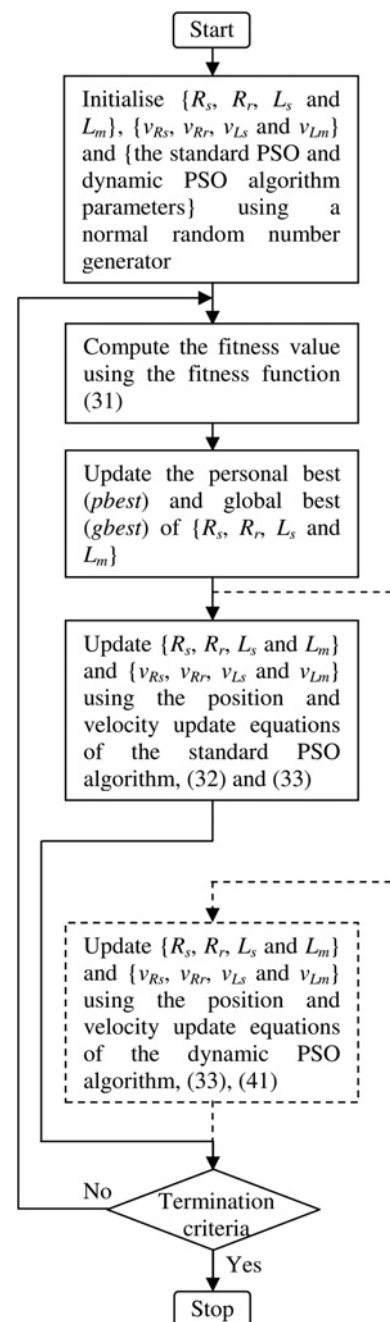 Start
Initialise {Rs, Rr, Ls and
Lm}, {vRs, vRr, vLs and vLm}
and {the standard PSO and
dynamic PSO algorithm
parameters} using a
normal random number
generator
Compute the fitness value
using the fitness function
(31)
Update the personal best
(pbest) and global best
(gbest) of {Rs, Rr, Ls and
Lm}
Update {Rs, Rr, Ls and Lm}
and {vRs, vRr, vLs and vLm}
using the position and
velocity update equations
of the standard PSO
algorithm, (32) and (33)
Update {Rs, Rr, Ls and Lm}
and {vRs, vRr, vLs and vLm}
using the position and
velocity update equations
of the dynamic PSO
algorithm, (33), (41)
No
Termination
criteria
Yes
Stop